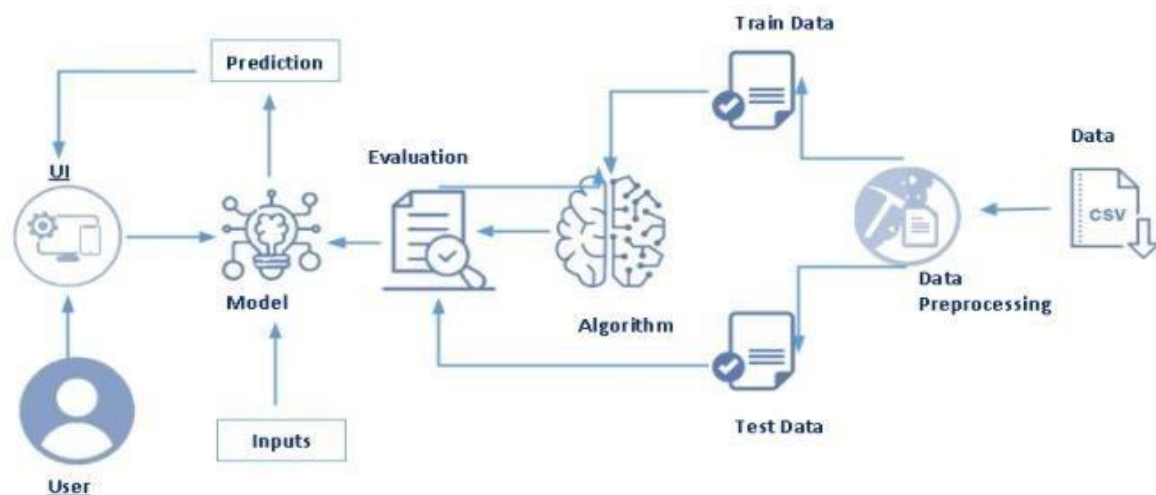 Train Data
Prediction
Data
Evaluation
UI
CSV
Model
Data
Preprocessing
Algorithm
Inputs
Test Data
User